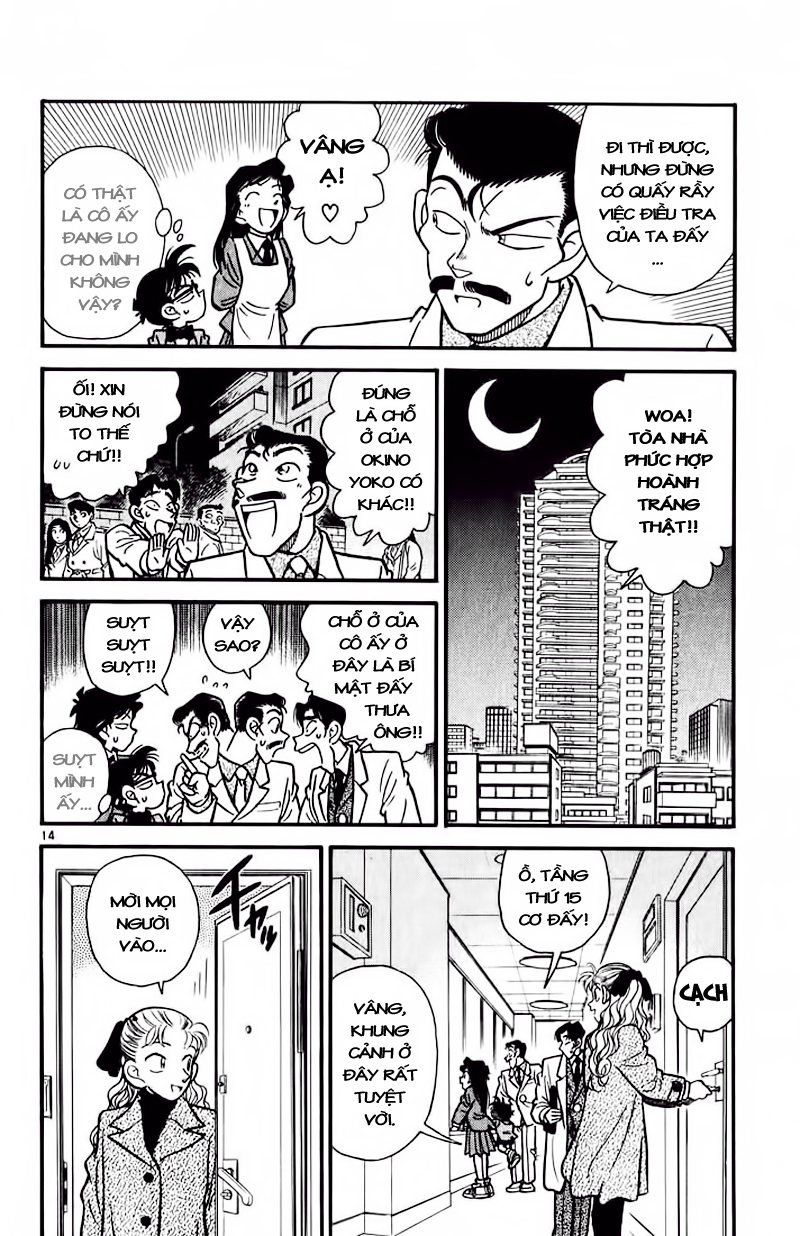 ĐI THÌ ĐƯỢC,
NHƯNG ĐỪNG
CÓ QUẤY RẦY
VIỆC ĐIỀU TRA
CỦA TA ĐẤY
...
VÂNG
Ạ!
♡
CÓ THẬT
LÀ CÔ ẤY
ĐANG LO
CHO MÌNH
KHÔNG
VẬY?
WOA!
TÒA NHÀ
PHỨC HỢP
HOÀNH
TRÁNG
THẬT!!
ĐÚNG
LÀ CHỖ
Ở CỦA
OKINO
YOKO CÓ
KHÁC!!
ỐI! XIN
ĐỪNG NÓI
TO THẾ
CHỨ!!
CHỖ Ở CỦA
CÔ ẤY Ở
ĐÂY LÀ BÍ
MẬT ĐẤY
THƯA
ÔNG!!
VẬY
SAO?
SUỴT
SUỴT
SUỴT!!
SUỴT
MÌNH
ẤY...
14
Ồ, TẦNG
THỨ 15
CƠ ĐẤY!
CẠCH
VÂNG,
KHUNG
CẢNH Ở
ĐÂY RẤT
TUYỆT
VỜI.
MỜI MỌI
NGƯỜI
VÀO...
チャッ